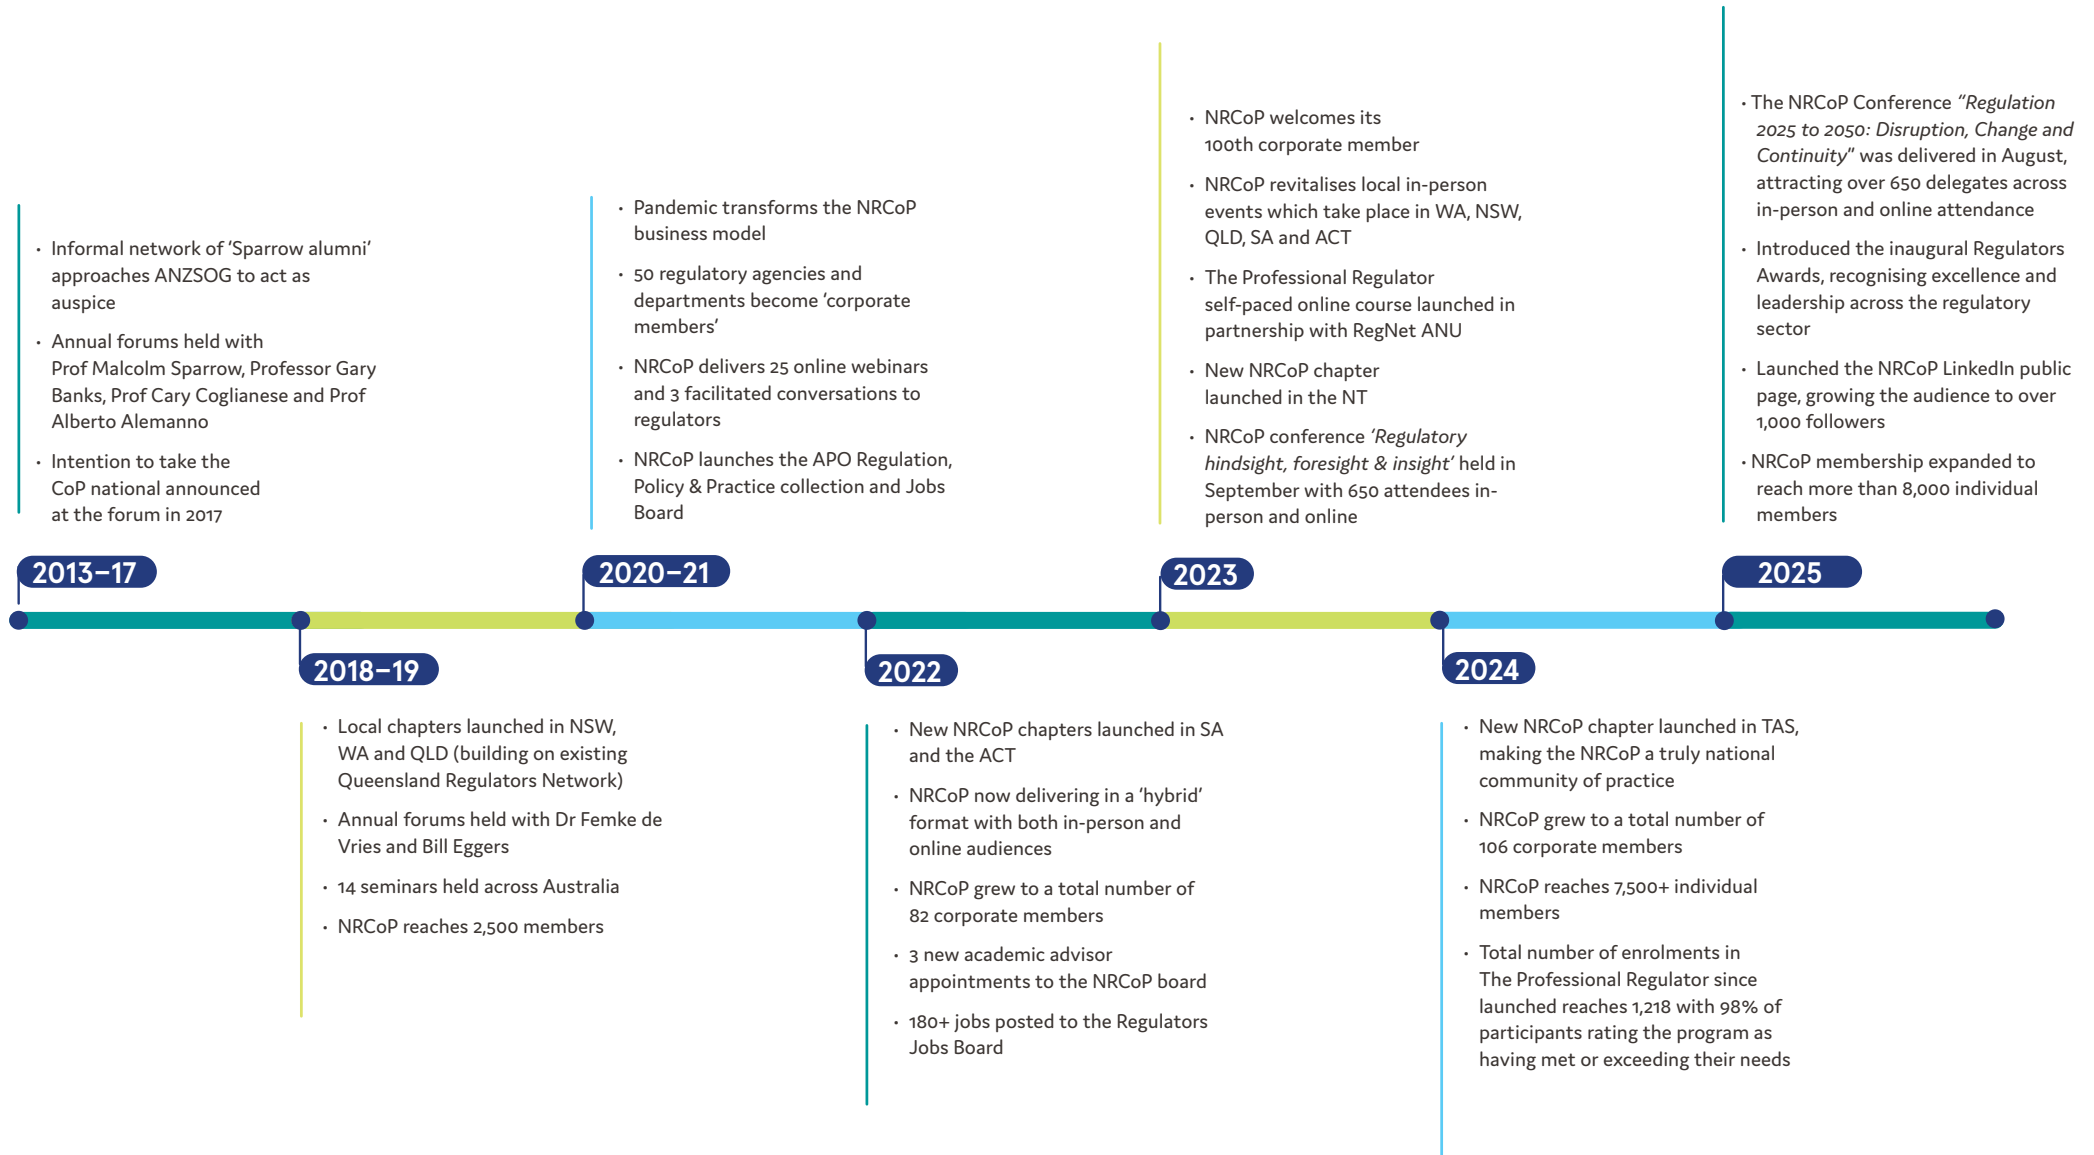 2013–17
• Informal network of ‘Sparrow alumni’
approaches ANZSOG to act as
auspice
• Annual forums held with
Prof Malcolm Sparrow, Professor Gary
Banks, Prof Cary Coglianese and Prof
Alberto Alemanno
• Intention to take the
CoP national announced
at the forum in 2017
2018–19
• Local chapters launched in NSW,
WA and QLD (building on existing
Queensland Regulators Network)
• Annual forums held with Dr Femke de
Vries and Bill Eggers
• 14 seminars held across Australia
• NRCoP reaches 2,500 members
2020–21
• Pandemic transforms the NRCoP
business model
• 50 regulatory agencies and
departments become ‘corporate
members’
• NRCoP delivers 25 online webinars
and 3 facilitated conversations to
regulators
• NRCoP launches the APO Regulation,
Policy & Practice collection and Jobs
Board
2022
• New NRCoP chapters launched in SA
and the ACT
• NRCoP now delivering in a ‘hybrid’
format with both in-person and
online audiences
• NRCoP grew to a total number of
82 corporate members
• 3 new academic advisor
appointments to the NRCoP board
• 180+ jobs posted to the Regulators
Jobs Board
2023
• NRCoP welcomes its
100th corporate member
• NRCoP revitalises local in-person
events which take place in WA, NSW,
QLD, SA and ACT
• The Professional Regulator
self-paced online course launched in
partnership with RegNet ANU
• New NRCoP chapter
launched in the NT
• NRCoP conference ‘Regulatory
hindsight, foresight & insight’ held in
September with 650 attendees in-
person and online
2024
• New NRCoP chapter launched in TAS,
making the NRCoP a truly national
community of practice
• NRCoP grew to a total number of
106 corporate members
• NRCoP reaches 7,500+ individual
members
• Total number of enrolments in
The Professional Regulator since
launched reaches 1,218 with 98% of
participants rating the program as
having met or exceeding their needs
2025
• The NRCoP Conference “Regulation
2025 to 2050: Disruption, Change and
Continuity” was delivered in August,
attracting over 650 delegates across
in-person and online attendance
• Introduced the inaugural Regulators
Awards, recognising excellence and
leadership across the regulatory
sector
• Launched the NRCoP LinkedIn public
page, growing the audience to over
1,000 followers
• NRCoP membership expanded to
reach more than 8,000 individual
members